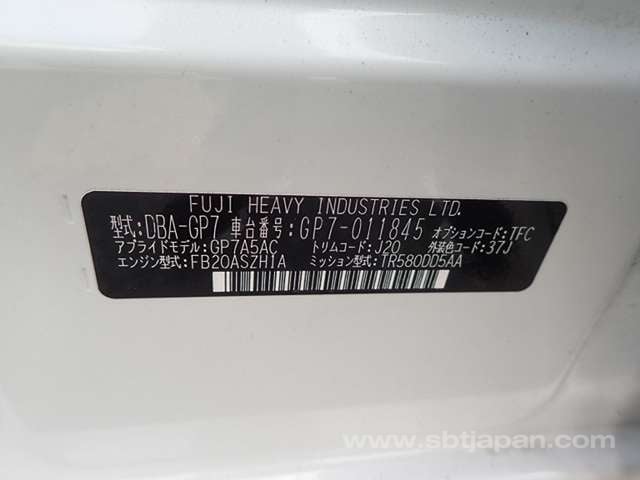 FUJI HEAVY INDUSTRIES LTD.
型式:DBA-GP7 車台番号:GP7-011845 オプションコード:TFC
アプライドモデル:GP7A5AC トリムコード:J20 外装色コード:37J
エンジン型式:FB20ASZH1A ミッション型式:TR580DD5AA
www.sbtjapan.com